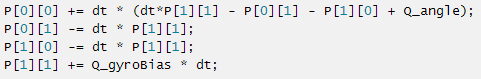 P[0][0] += dt * (dt*P[1][1] - P[0][1] - P[1][0] + Q_angle);
P[0][1] -= dt * P[1][1];
P[1][0] -= dt * P[1][1];
P[1][1] += Q_gyroBias * dt;